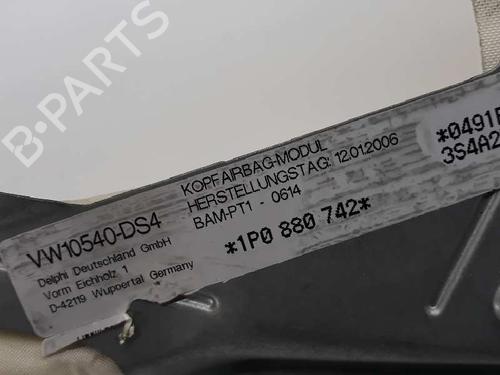 VW10540-DS4
Delphi Deutschland GmbH
Vorm Eichholz 1
D-42119 Wuppertal Germany
KOPFAIRBAG-MODUL
HERSTELLUNGSTAG: 12.01.2006
BAM-PT1 - 0614
*1P0 880 742*
*0491
3S4A2
B-PARTS